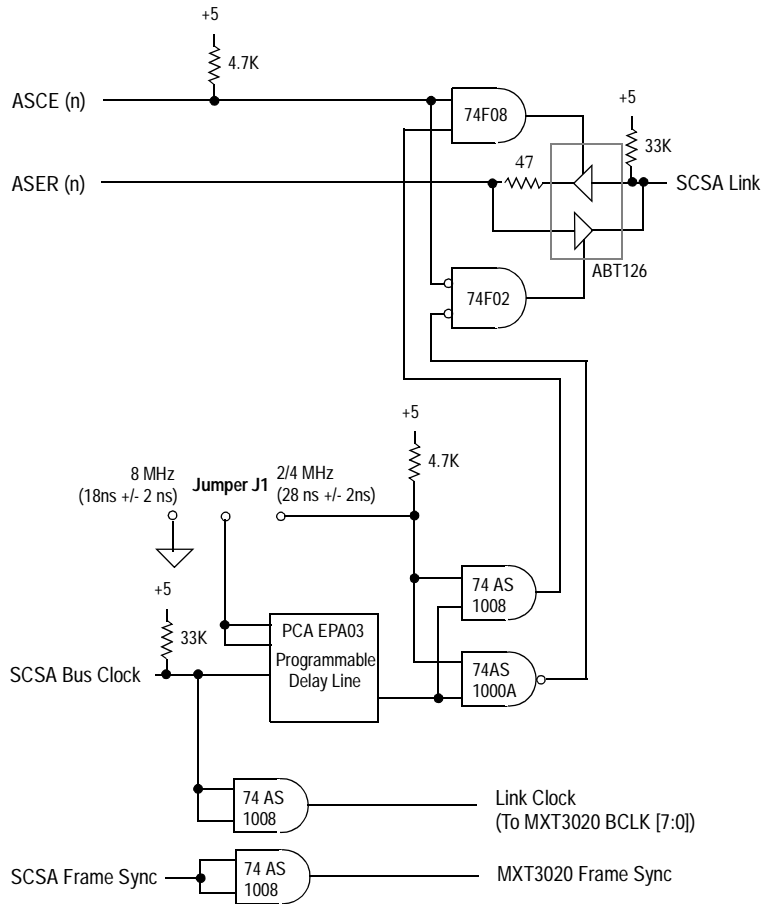 +5
4.7K
ASCE (n)
74F08
+5
33K
47
ASER (n)
SCSA Link
ABT126
74F02
+5
4.7K
8 MHz
(18ns +/- 2 ns)
Jumper J1
2/4 MHz
(28 ns +/- 2ns)
74 AS
1008
+5
33K
PCA EPA03
Programmable
Delay Line
SCSA Bus Clock
74AS
1000A
74 AS
1008
Link Clock
(To MXT3020 BCLK [7:0])
SCSA Frame Sync
74 AS
1008
MXT3020 Frame Sync